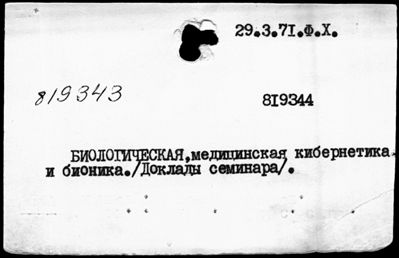 29.3.71.Ф.Х.
819343
819344
БИОЛОГИЧЕСКАЯ,медицинская кибернетика
и бионика./Доклады семинара/.